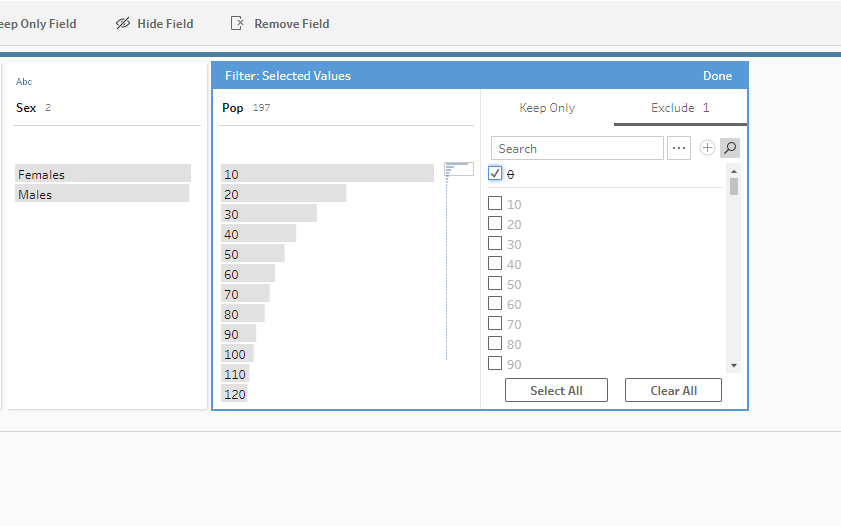 eep Only Field Hide Field Remove Field
Abc
Sex 2
Females
Males
Filter: Selected Values Done
Pop 197
10
20
30
40
50
60
70
80
90
100
110
120
Keep Only Exclude 1
Search
0
10
20
30
40
50
60
70
80
90
Select All Clear All